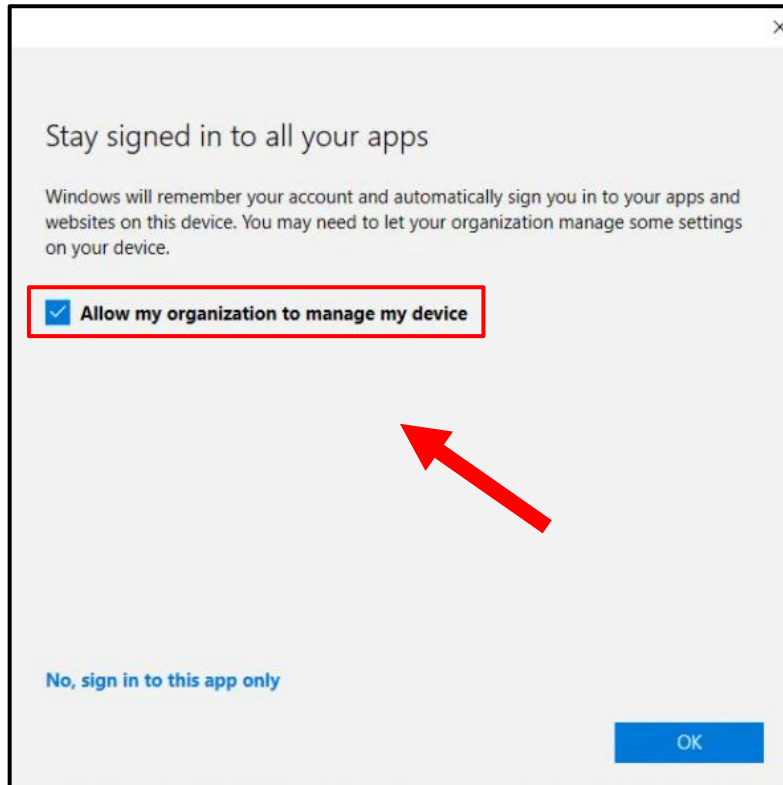 Stay signed in to all your apps
Windows will remember your account and automatically sign you in to your apps and
websites on this device. You may need to let your organization manage some settings
on your device.
Allow my organization to manage my device
No, sign in to this app only
OK